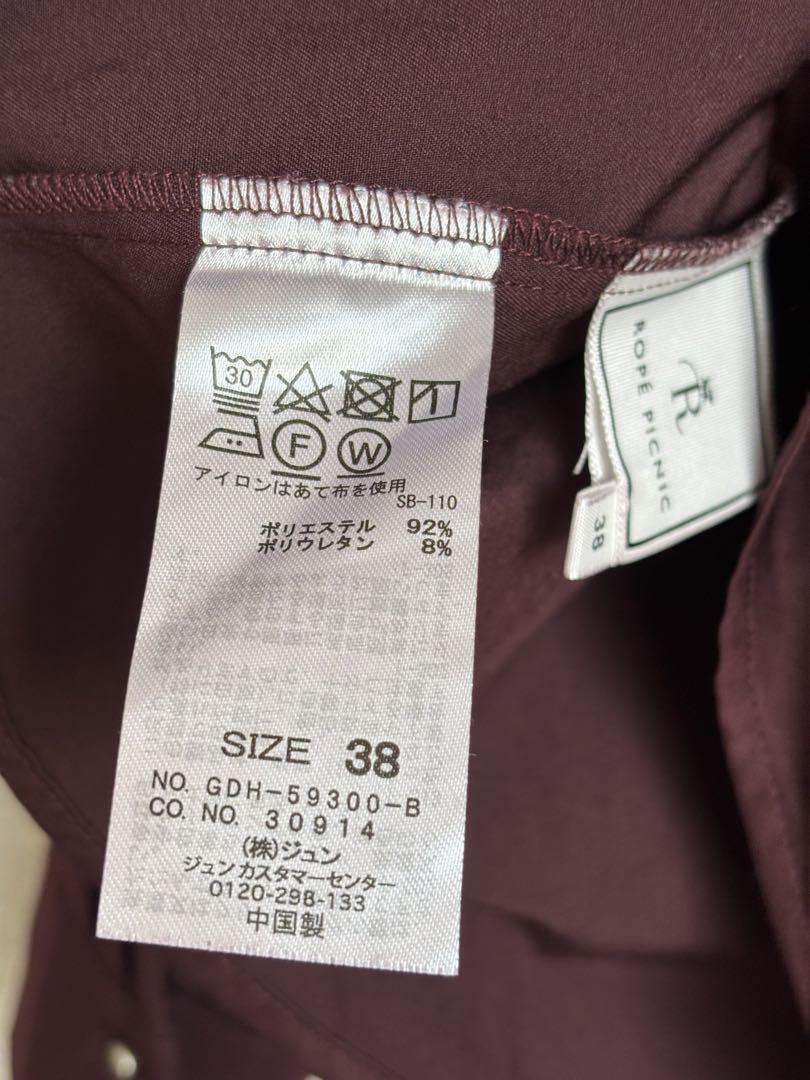 30
F W
アイロンはあて布を使用
SB-110
ポリエステル 92%
ポリウレタン 8%
SIZE 38
NO. GDH-59300-B
CO. NO. 30914
(株)ジュン
ジュンカスタマーセンター
0120-298-133
中国製
R
ROPÉ PICNIC
38